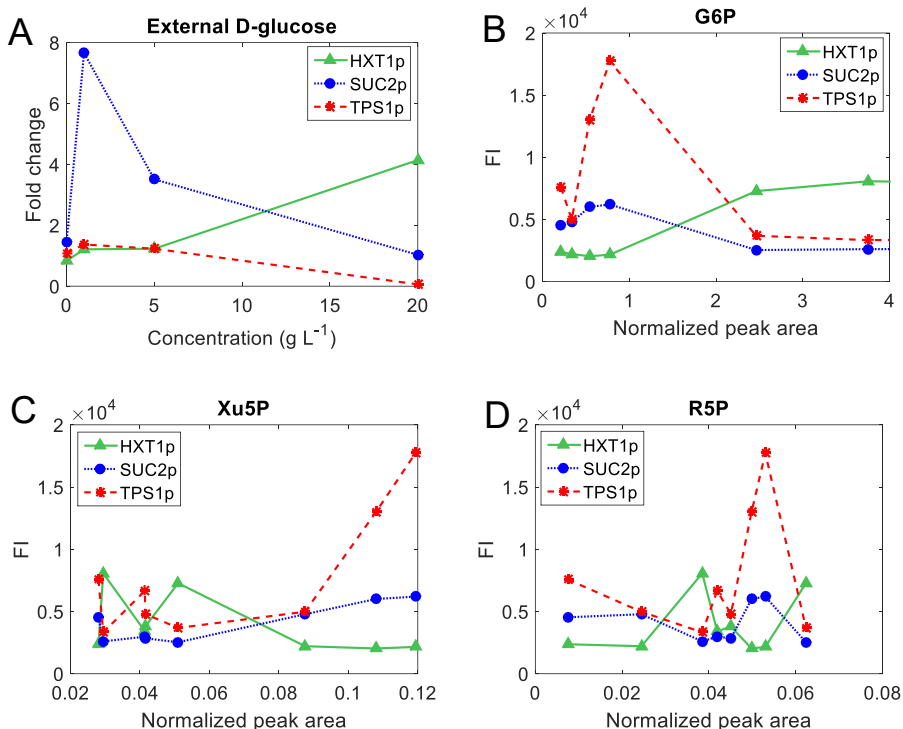 A
External D-glucose
8
6
4
2
0
0
5
10
15
20
Fold change
Concentration (g L⁻¹)
HXT1p
SUC2p
TPS1p
B
G6P
×10⁴
2
1.5
1
0.5
0
0
1
2
3
4
FI
Normalized peak area
HXT1p
SUC2p
TPS1p
C
Xu5P
×10⁴
2
1.5
1
0.5
0
0.02
0.04
0.06
0.08
0.1
0.12
FI
Normalized peak area
HXT1p
SUC2p
TPS1p
D
R5P
×10⁴
2
1.5
1
0.5
0
0
0.02
0.04
0.06
0.08
FI
Normalized peak area
HXT1p
SUC2p
TPS1p